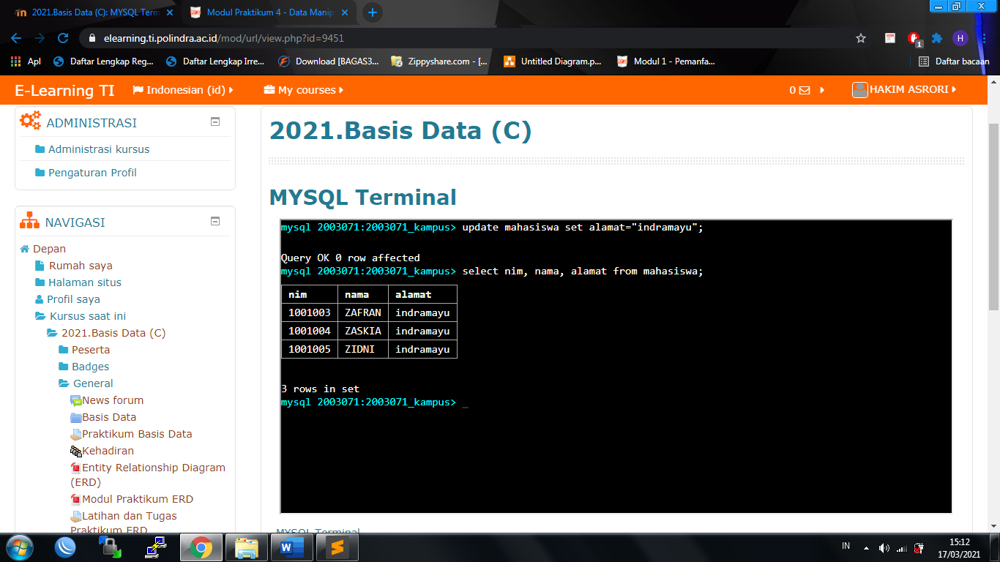 2021.Basis Data (C): MYSQL Term
Modul Praktikum 4 - Data Manip
elearning.ti.polindra.ac.id/mod/url/view.php?id=9451
H
1
Apl
Daftar Lengkap Reg...
Daftar Lengkap Irre...
Download [BAGAS3...
Zippyshare.com - [...
Untitled Diagram.p...
Modul 1 - Pemanfa...
Daftar bacaan
E-Learning TI
Indonesian (id)
My courses
0
HAKIM ASRORI
ADMINISTRASI
Administrasi kursus
Pengaturan Profil
NAVIGASI
Depan
Rumah saya
Halaman situs
Profil saya
Kursus saat ini
2021.Basis Data (C)
Peserta
Badges
General
News forum
Basis Data
Praktikum Basis Data
Kehadiran
Entity Relationship Diagram
(ERD)
Modul Praktikum ERD
Latihan dan Tugas
Praktikum ERD
2021.Basis Data (C)
MYSQL Terminal
mysql 2003071:2003071_kampus> update mahasiswa set alamat="indramayu";
Query OK 0 row affected
mysql 2003071:2003071_kampus> select nim, nama, alamat from mahasiswa;
nim nama alamat
1001003 ZAFRAN indramayu
1001004 ZASKIA indramayu
1001005 ZIDNI indramayu
3 rows in set
mysql 2003071:2003071_kampus> _
MYSQL Terminal
IN
15:12
17/03/2021